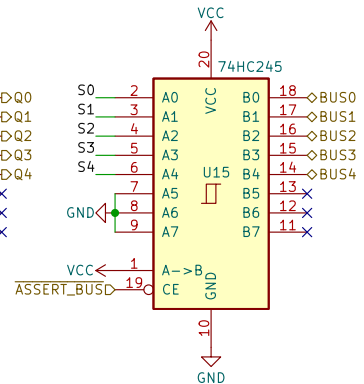 VCC
20
74HC245
Q0 S0 2 A0 VCC B0 18 BUS0
Q1 S1 3 A1 B1 17 BUS1
Q2 S2 4 A2 B2 16 BUS2
Q3 S3 5 A3 B3 15 BUS3
Q4 S4 6 A4 U15 B4 14 BUS4
7 A5 B5 13
GND 8 A6 B6 12
9 A7 B7 11
VCC 1 A->B
ASSERT_BUS 19 CE GND
10
GND